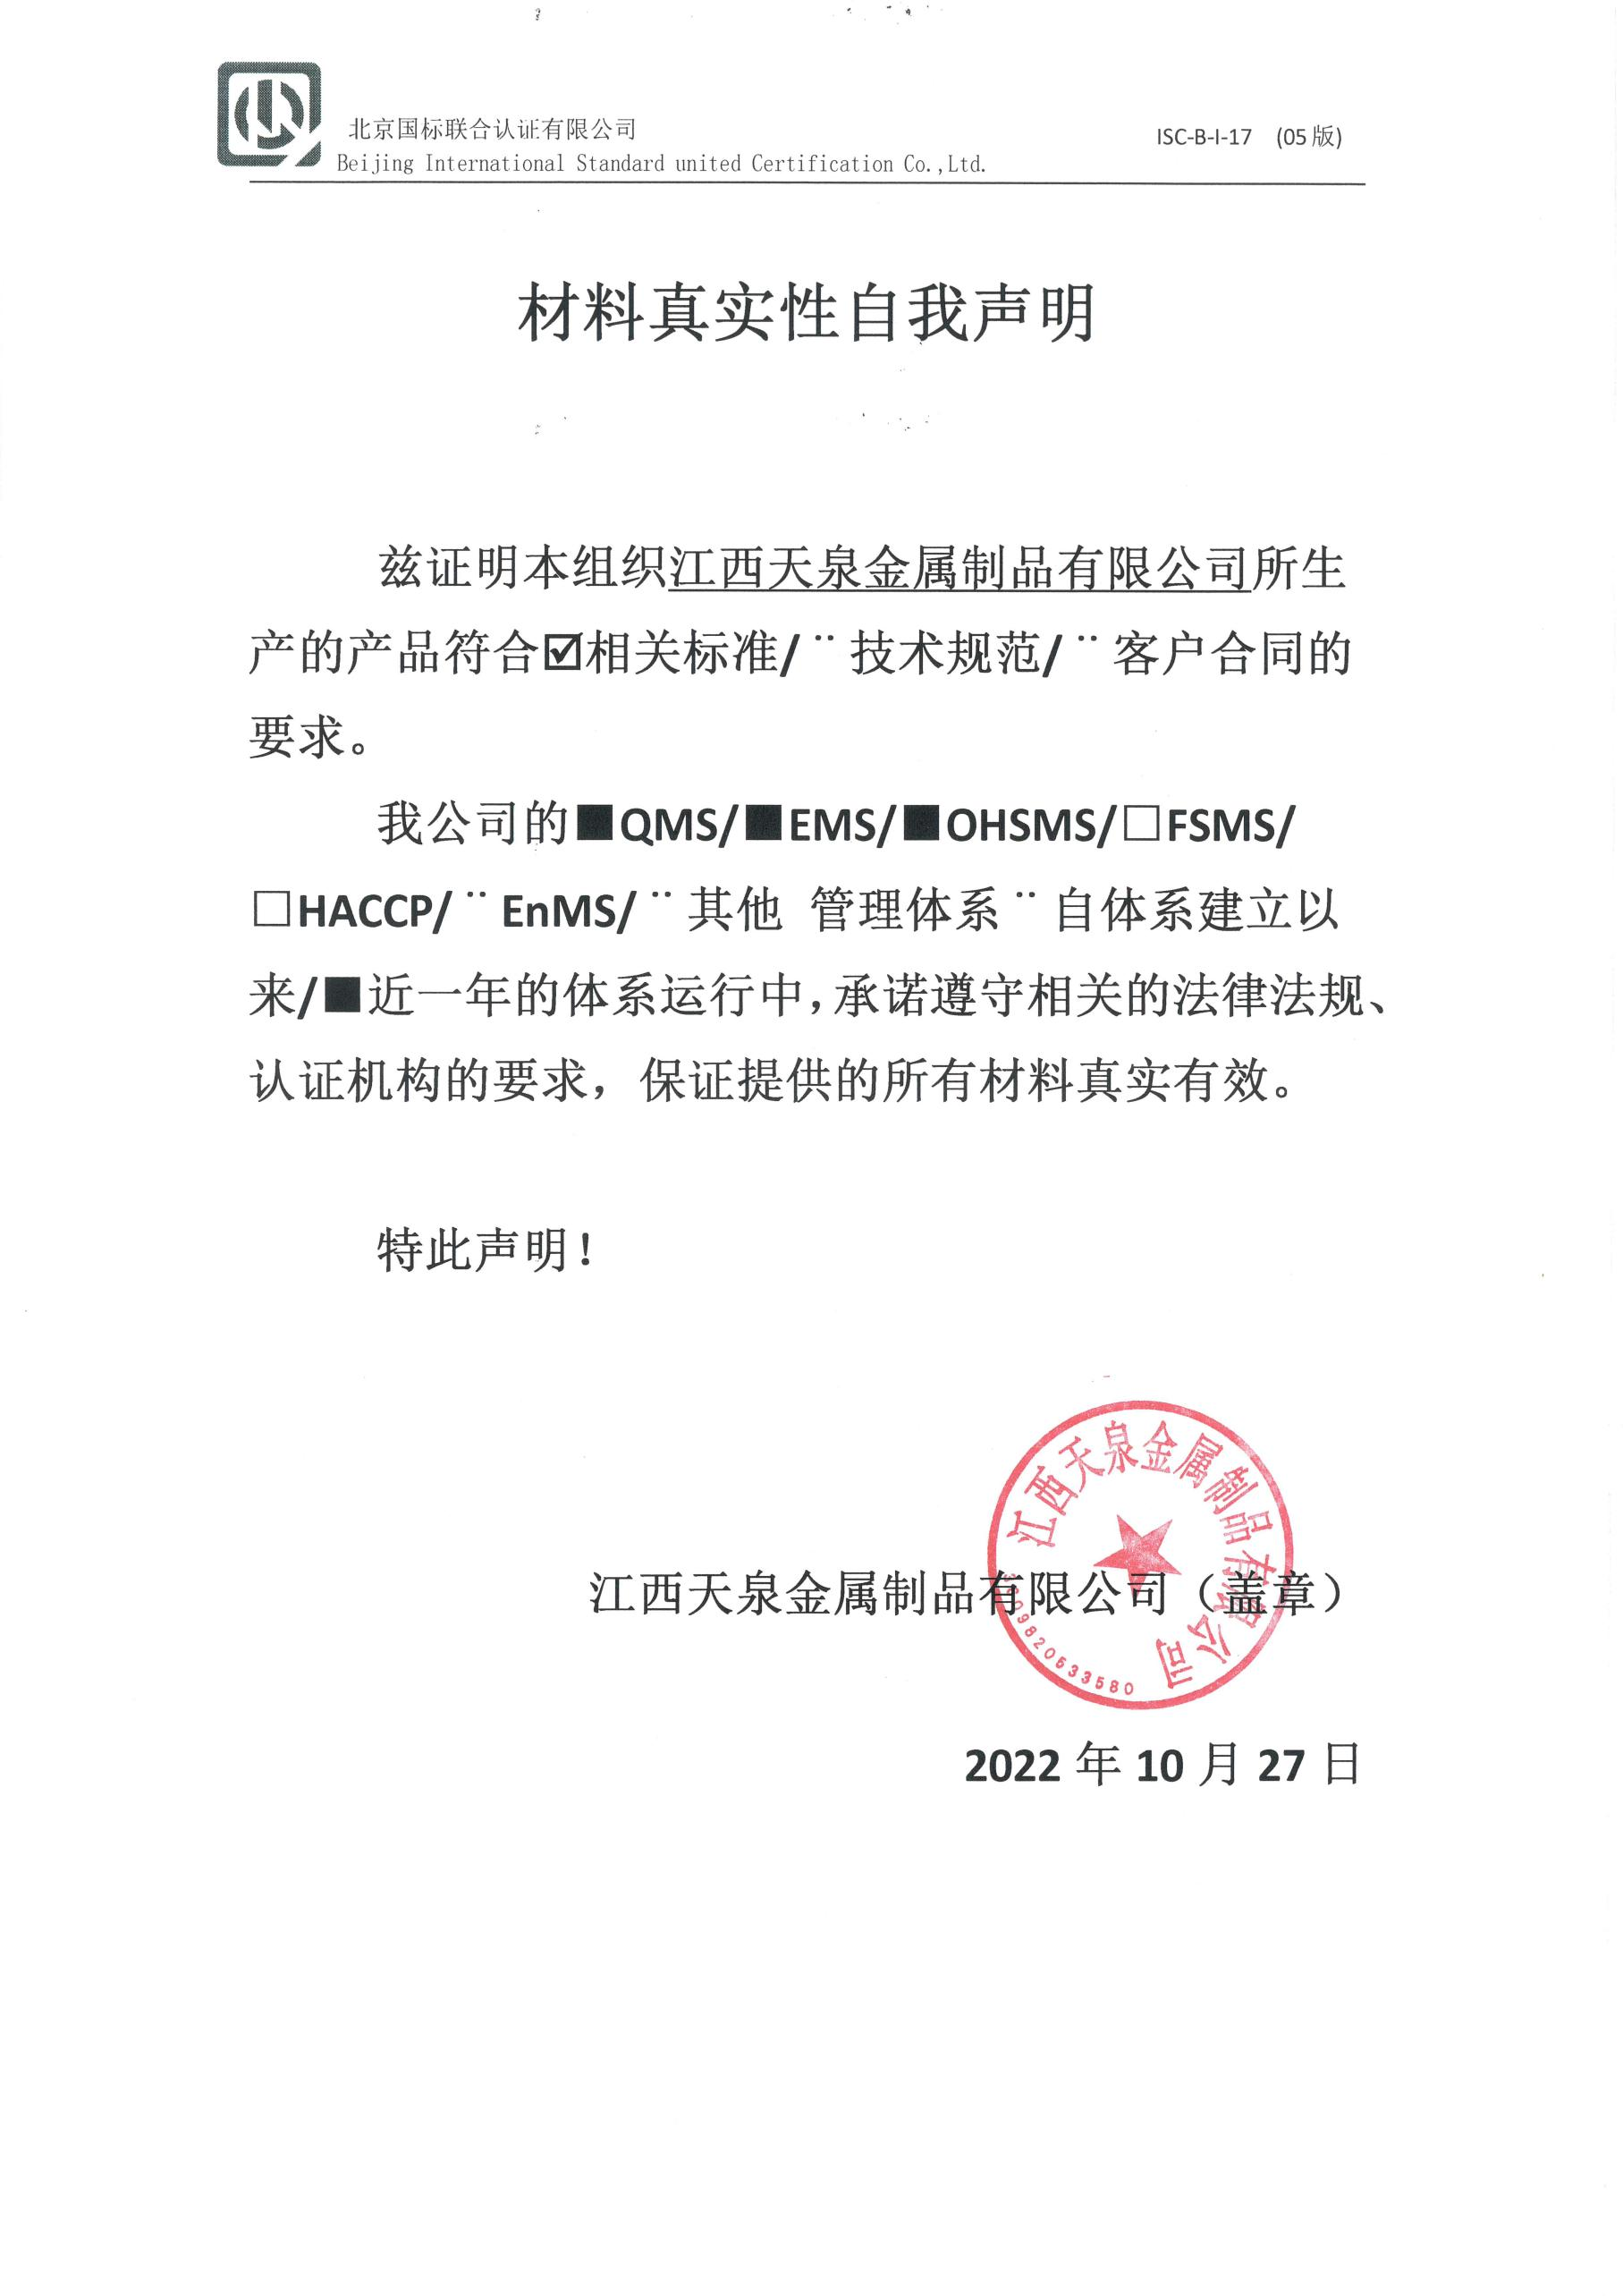 北京国标联合认证有限公司
Beijing International Standard united Certification Co.,Ltd.
ISC-B-I-17 (05版)
材料真实性自我声明
兹证明本组织江西天泉金属制品有限公司所生
产的产品符合☑相关标准/¨技术规范/¨客户合同的
要求。
我公司的■QMS/■EMS/■OHSMS/□FSMS/
□HACCP/¨EnMS/¨其他 管理体系¨自体系建立以
来/■近一年的体系运行中,承诺遵守相关的法律法规、
认证机构的要求，保证提供的所有材料真实有效。
特此声明！
江西天泉金属制品有限公司
江西天泉金属制品有限公司（盖章）
2022 年 10 月 27 日